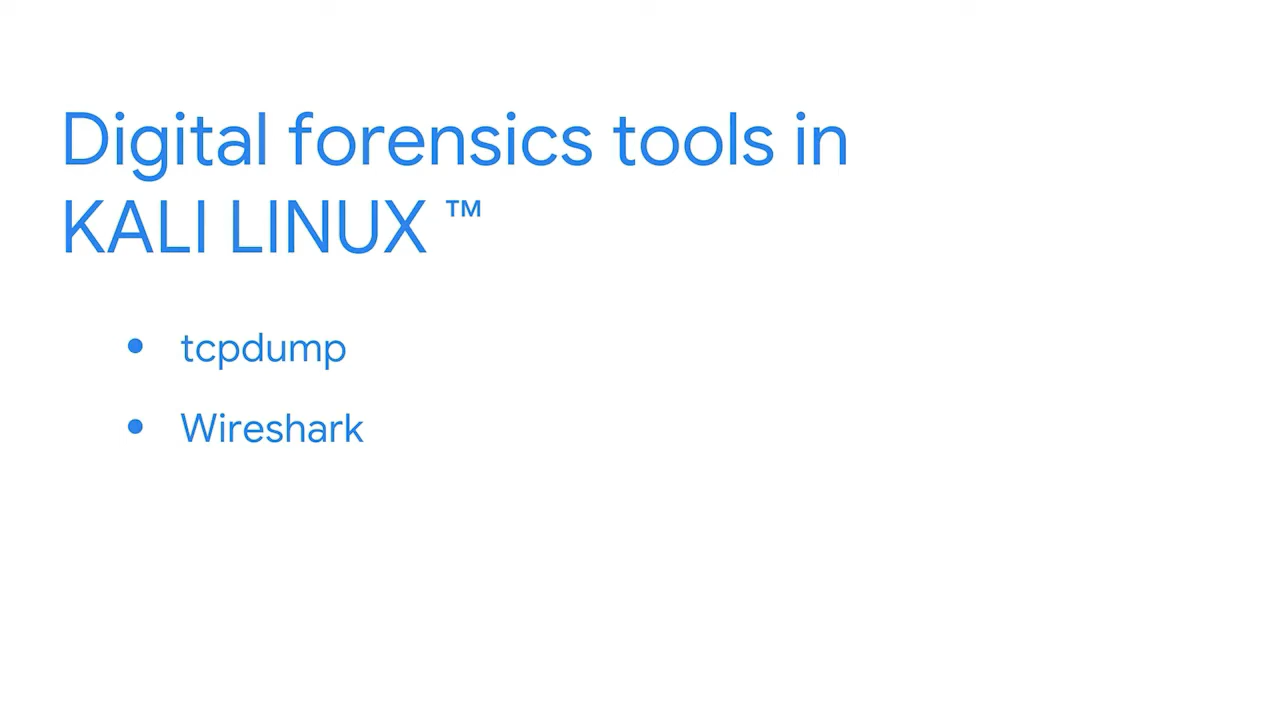 Digital forensics tools in
KALI LINUX ™
• tcpdump
• Wireshark